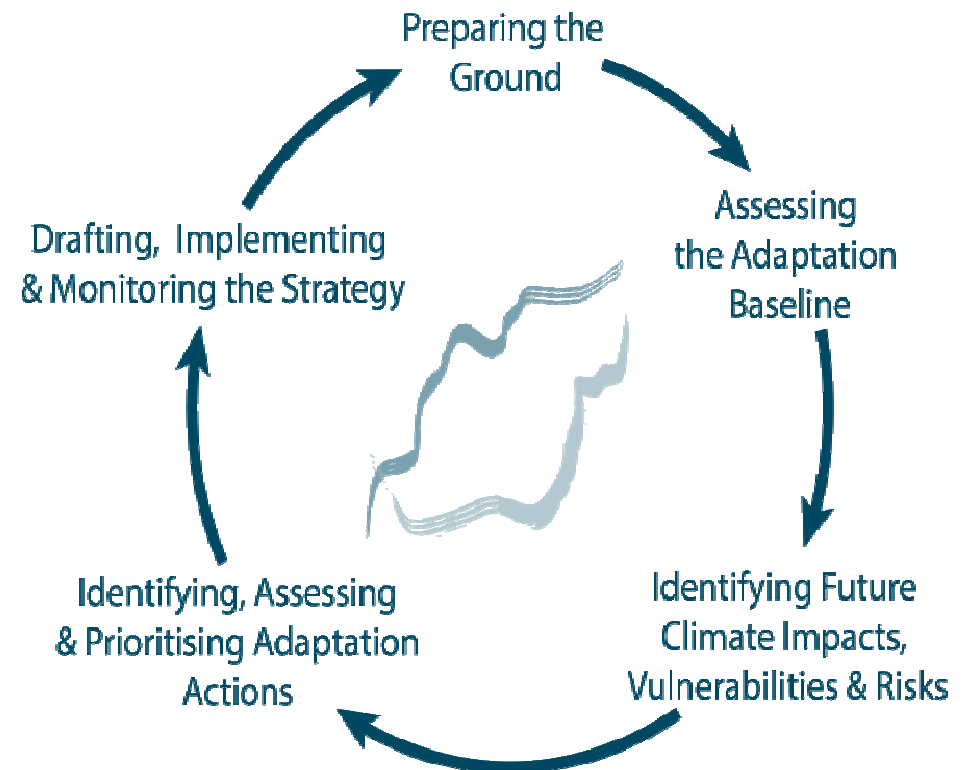 Preparing the
Ground
Assessing
the Adaptation
Baseline
Identifying Future
Climate Impacts,
Vulnerabilities & Risks
Identifying, Assessing
& Prioritising Adaptation
Actions
Drafting, Implementing
& Monitoring the Strategy